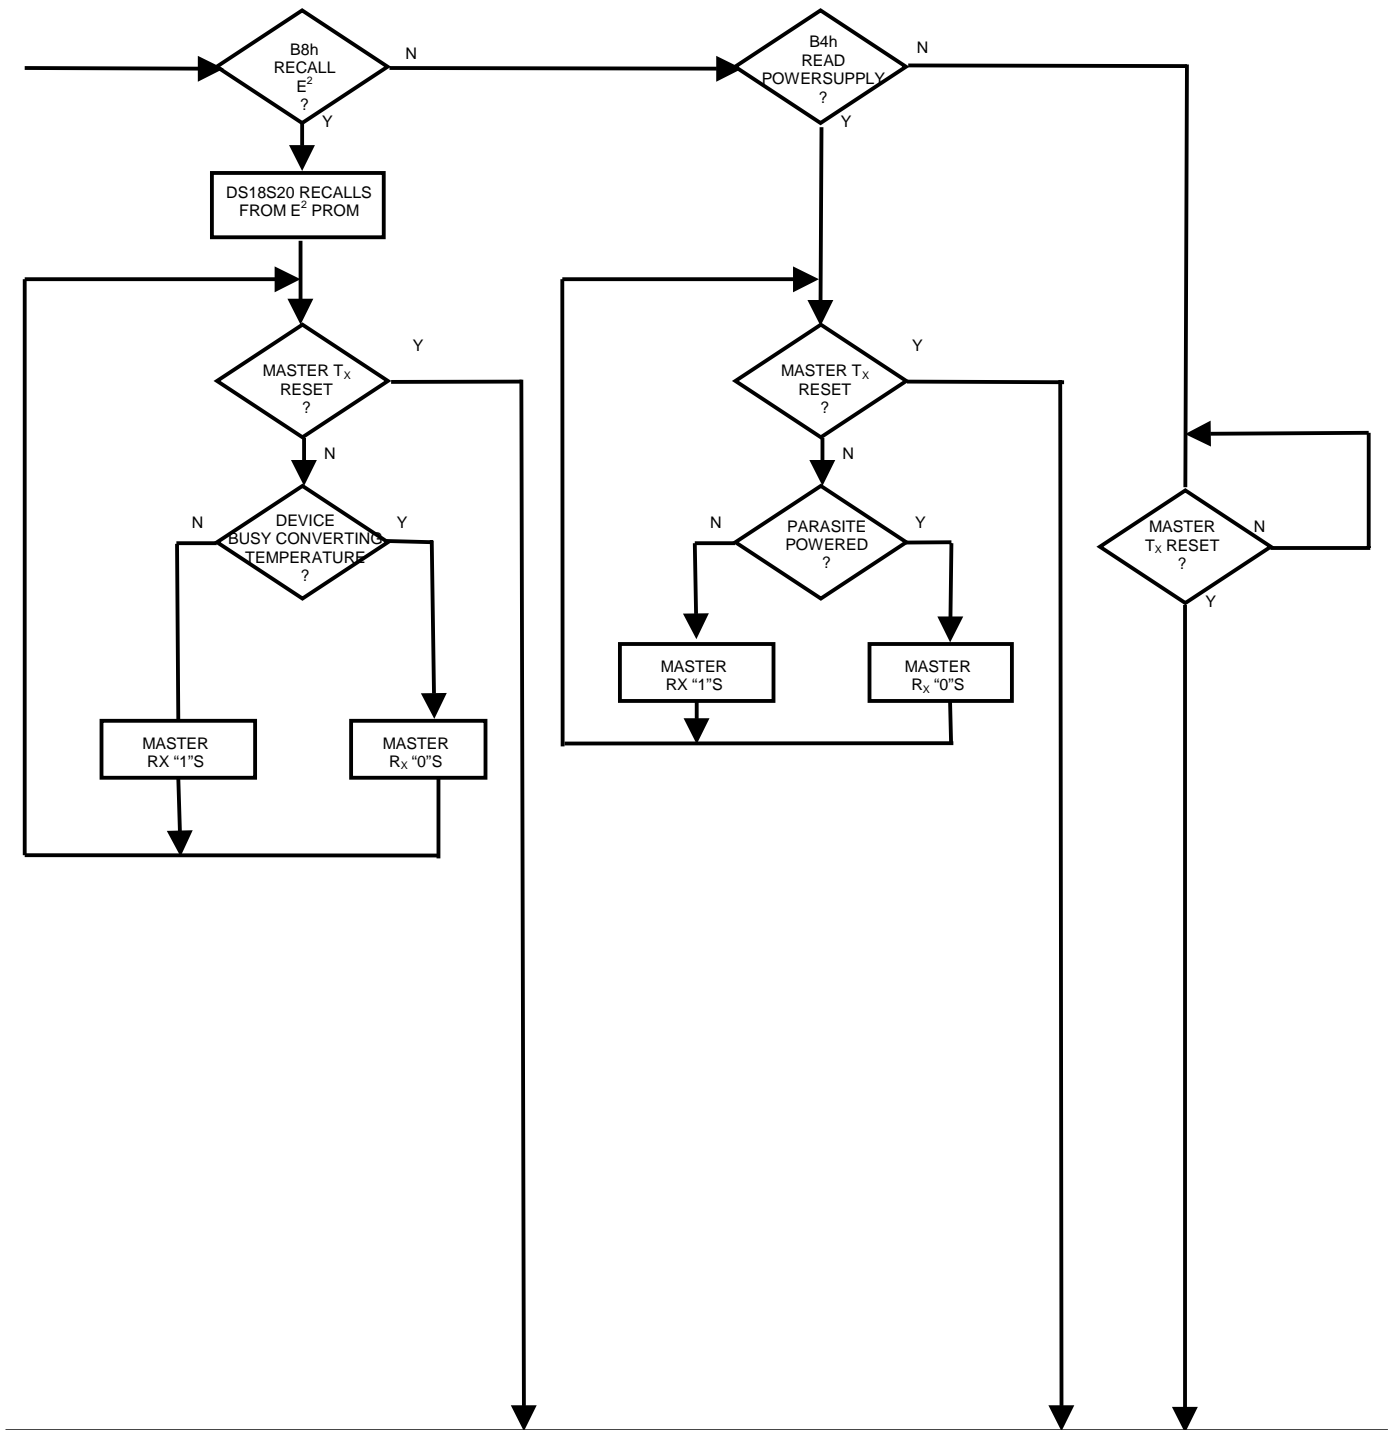 B8h
RECALL
E²
?
N
Y
B4h
READ
POWERSUPPLY
?
N
Y
DS18S20 RECALLS
FROM E² PROM
MASTER Tₓ
RESET
?
Y
N
DEVICE
BUSY CONVERTING
TEMPERATURE
?
N
Y
MASTER
RX “1”S
MASTER
Rₓ “0”S
MASTER Tₓ
RESET
?
Y
N
PARASITE
POWERED
?
N
Y
MASTER
RX “1”S
MASTER
Rₓ “0”S
MASTER
Tₓ RESET
?
N
Y